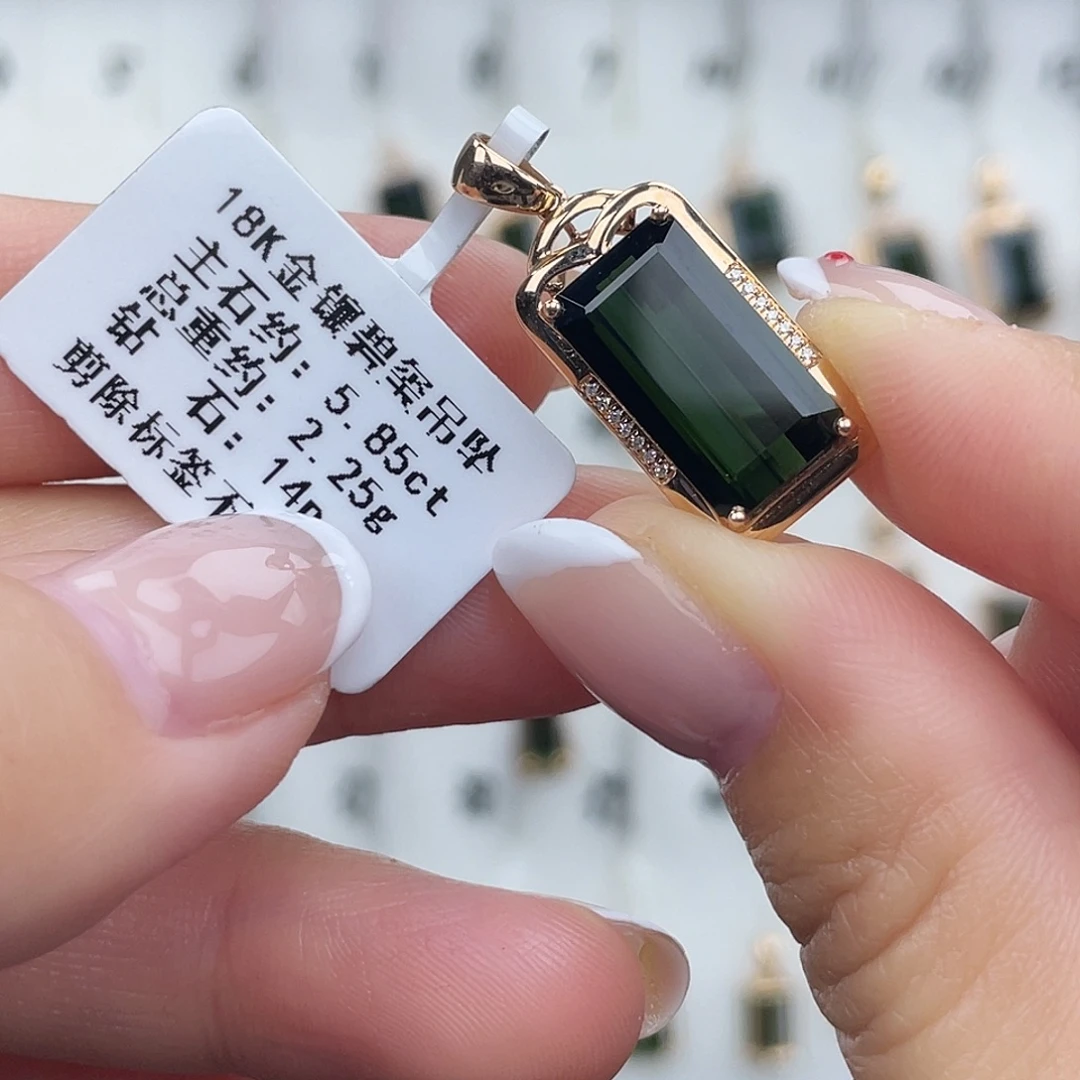 18K金镶碧玺吊坠
主石约：5.85ct
总重约：2.25g
钻 石：14p
剪除标签不